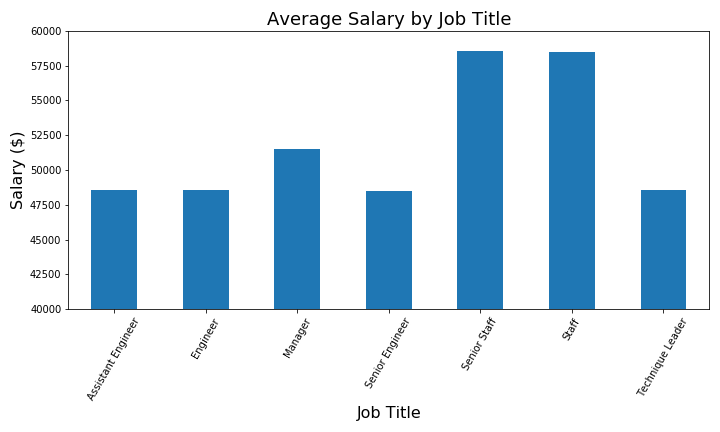 Average Salary by Job Title
Salary ($)
60000
57500
55000
52500
50000
47500
45000
42500
40000
Assistant Engineer
Engineer
Manager
Senior Engineer
Senior Staff
Staff
Technique Leader
Job Title